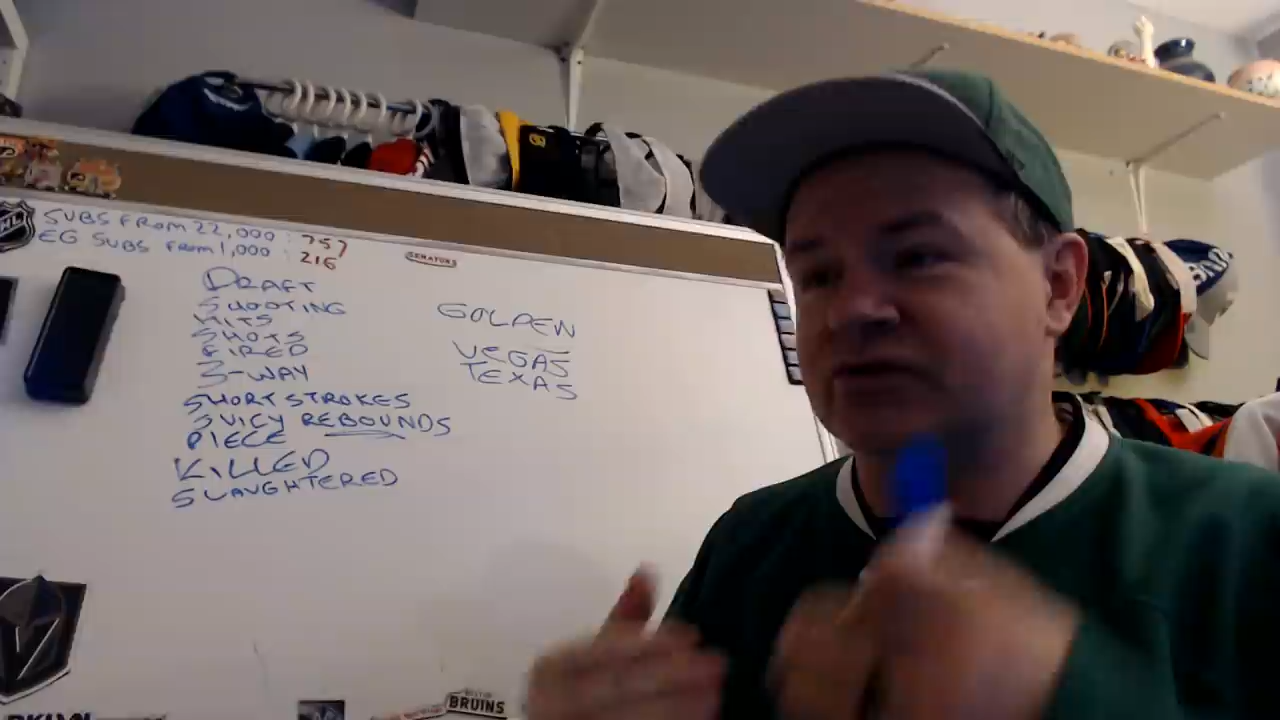 NHL
SUBS FROM 22,000 : 757
EG SUBS FROM 1,000 : 216
SENATORS
DRAFT
SHOOTING
HITS
SHOTS
FIRED
3-WAY
SHORT STROKES
JUICY REBOUNDS
PIECE
KILLED
SLAUGHTERED
GOLDEN
VEGAS
TEXAS
BRUINS